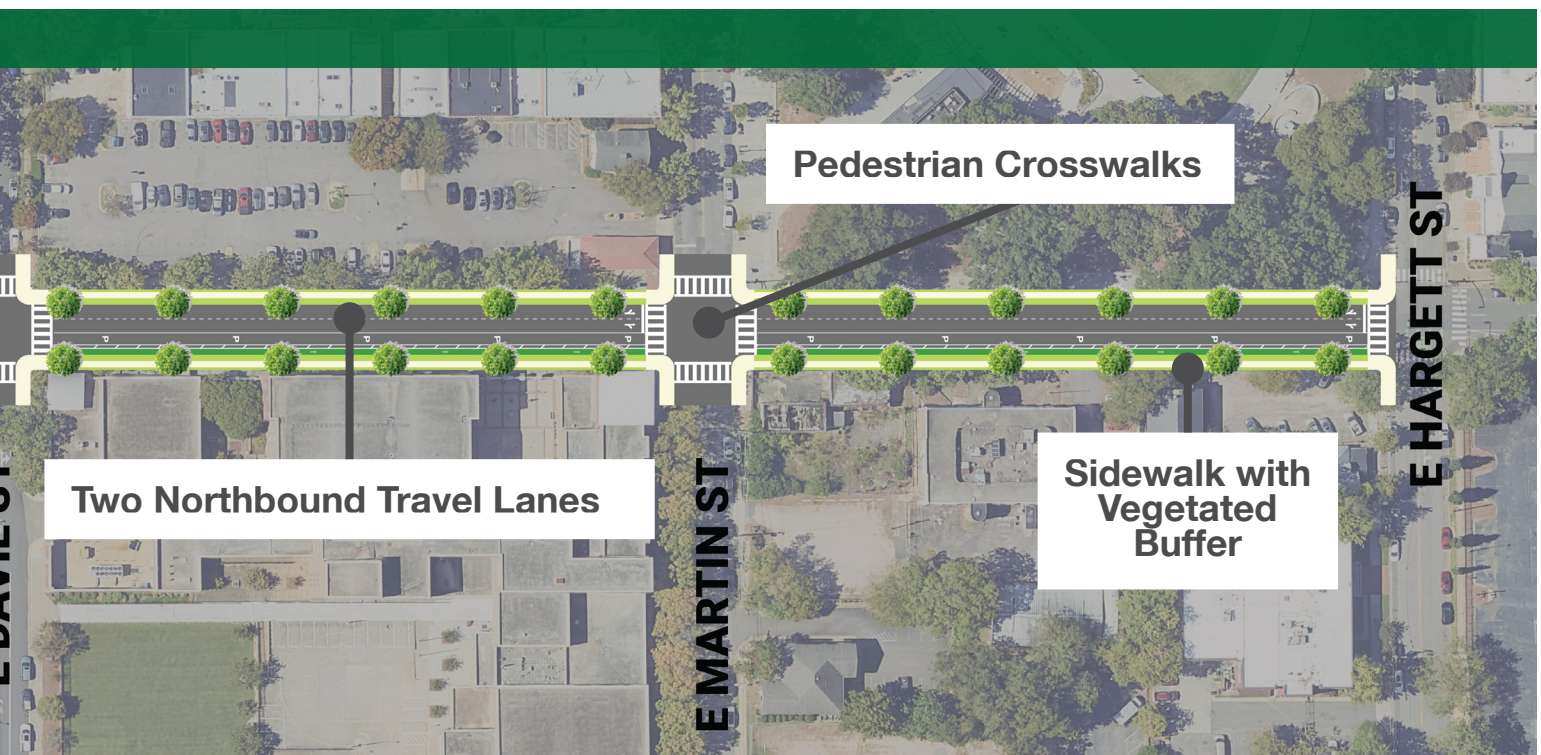 Pedestrian Crosswalks
E HARGETT ST
Two Northbound Travel Lanes
E MARTIN ST
Sidewalk with
Vegetated
Buffer
P
P
P
P
P
P
P
P
P
P